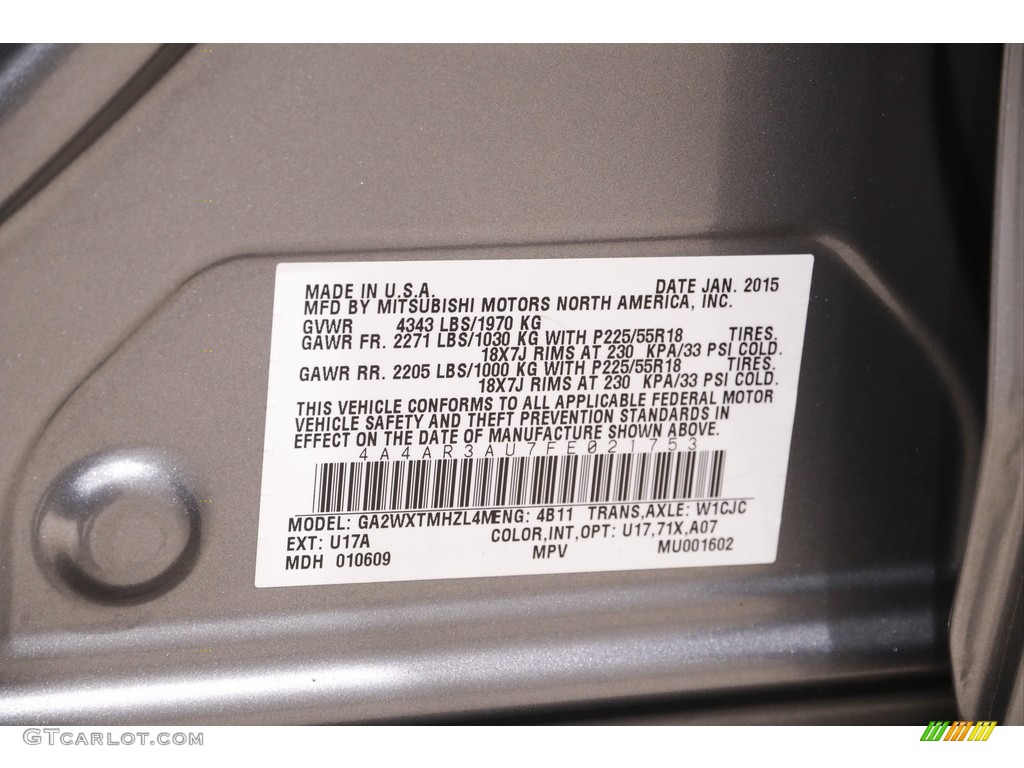 MADE IN U.S.A. DATE JAN. 2015
MFD BY MITSUBISHI MOTORS NORTH AMERICA, INC.
GVWR 4343 LBS/1970 KG
GAWR FR. 2271 LBS/1030 KG WITH P225/55R18 TIRES.
18X7J RIMS AT 230 KPA/33 PSI COLD.
GAWR RR. 2205 LBS/1000 KG WITH P225/55R18 TIRES.
18X7J RIMS AT 230 KPA/33 PSI COLD.
THIS VEHICLE CONFORMS TO ALL APPLICABLE FEDERAL MOTOR
VEHICLE SAFETY AND THEFT PREVENTION STANDARDS IN
EFFECT ON THE DATE OF MANUFACTURE SHOWN ABOVE.
4A4AR3AU7FE021753
MODEL: GA2WXTMHZL4M ENG: 4B11 TRANS,AXLE: W1CJC
EXT: U17A COLOR,INT,OPT: U17,71X,A07
MDH 010609 MPV MU001602
GTCarlot.com